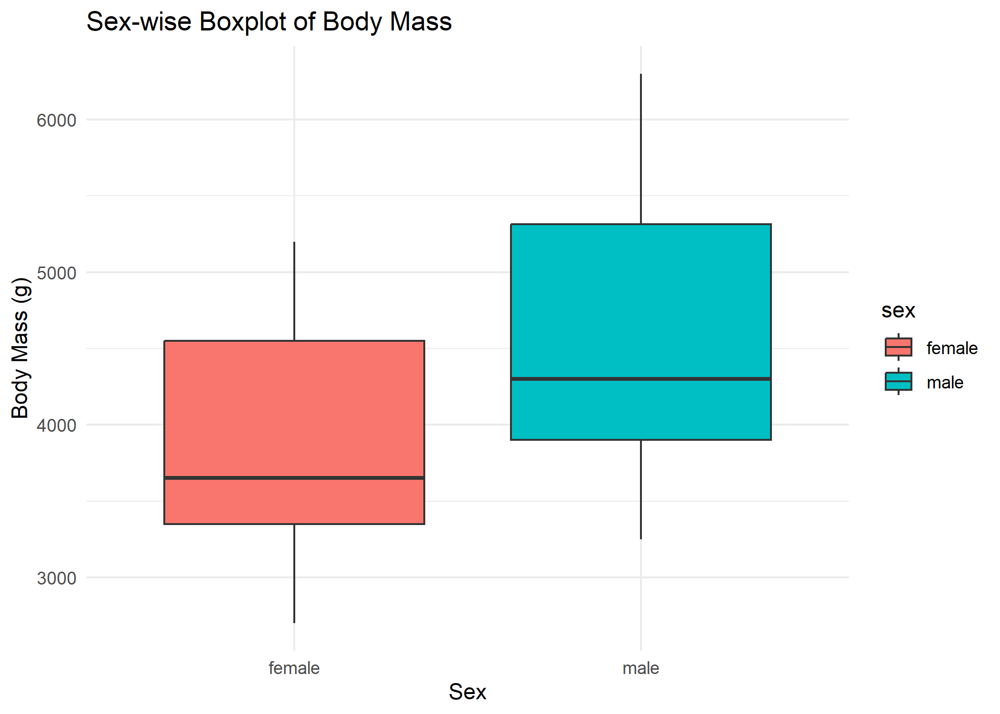 Sex-wise Boxplot of Body Mass
Body Mass (g)
6000
5000
4000
3000
female
male
Sex
sex
female
male